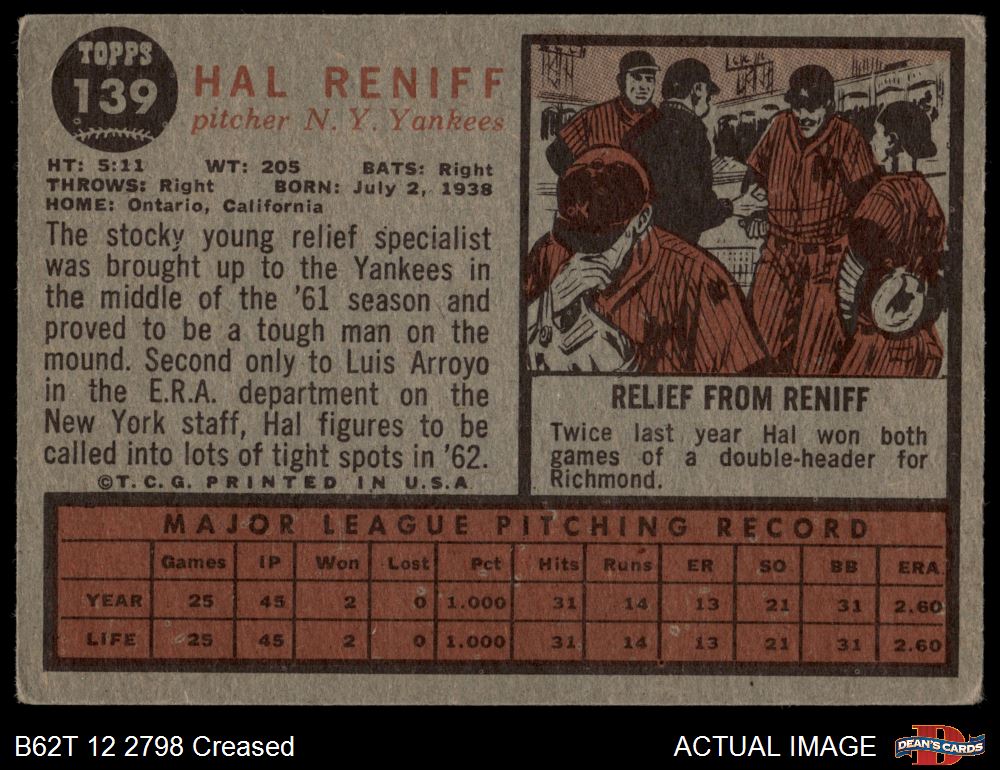 TOPPS
139
HAL RENIFF
pitcher N. Y. Yankees
HT: 5:11 WT: 205 BATS: Right
THROWS: Right BORN: July 2, 1938
HOME: Ontario, California
The stocky young relief specialist
was brought up to the Yankees in
the middle of the '61 season and
proved to be a tough man on the
mound. Second only to Luis Arroyo
in the E.R.A. department on the
New York staff, Hal figures to be
called into lots of tight spots in '62.
©T.C.G. PRINTED IN U.S.A.
RELIEF FROM RENIFF
Twice last year Hal won both
games of a double-header for
Richmond.
MAJOR LEAGUE PITCHING RECORD
Games IP Won Lost Pct Hits Runs ER SO BB ERA
YEAR 25 45 2 0 1.000 31 14 13 21 31 2.60
LIFE 25 45 2 0 1.000 31 14 13 21 31 2.60
B62T 12 2798 Creased
ACTUAL IMAGE
DEAN'S CARDS